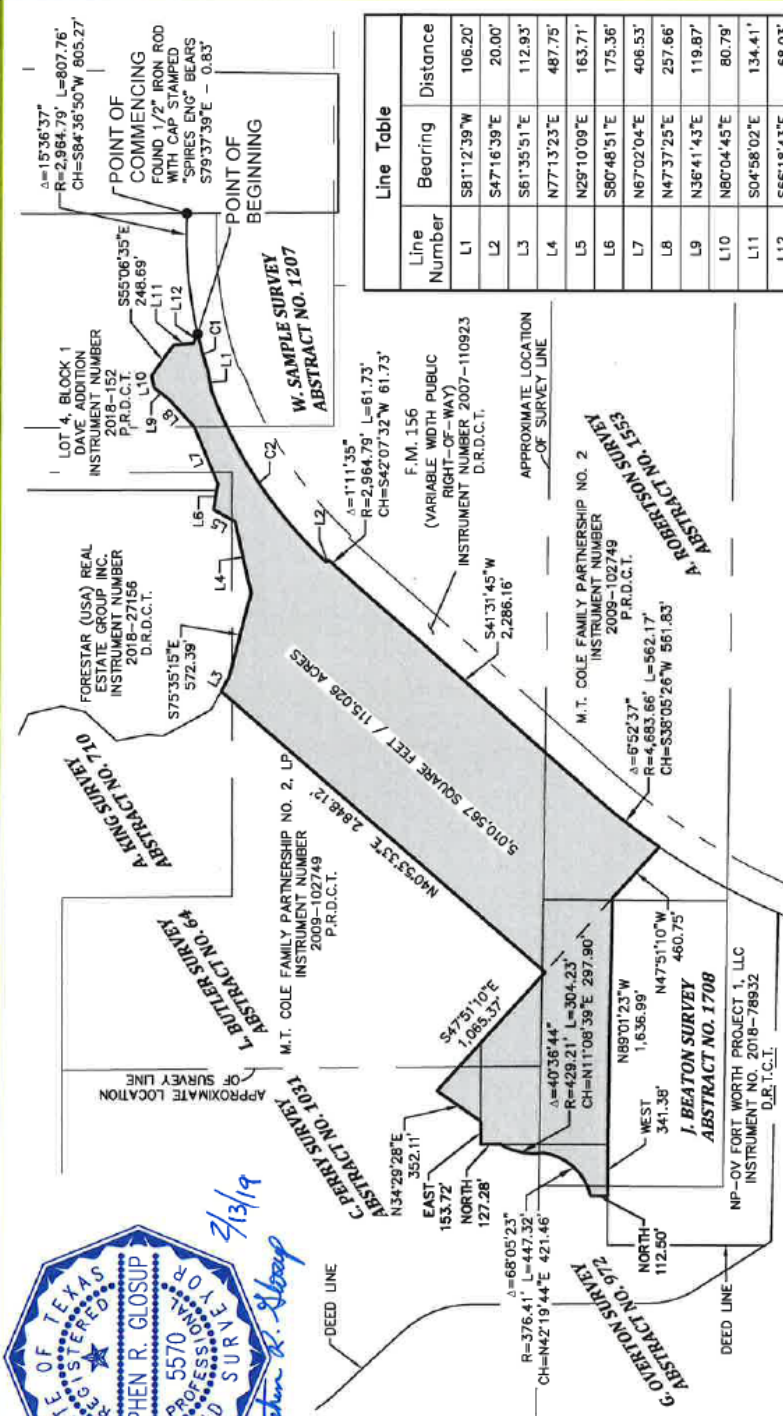 Δ=15°36'37"
R=2,964.79' L=807.76'
CH=S84°36'50"W 805.27'
POINT OF
COMMENCING
FOUND 1/2" IRON ROD
WITH CAP STAMPED
"SPIRES ENG" BEARS
S79°37'39"E - 0.83'
POINT OF
BEGINNING
LOT 4, BLOCK 1
DAVE ADDITION
INSTRUMENT NUMBER
2018-152
P.R.D.C.T.
S55°06'35"E
248.69'
L11
L12
L10
L9
L8
L7
L6
L5
L4
L3
C1
L1
C2
L2
W. SAMPLE SURVEY
ABSTRACT NO. 1207
FORESTAR (USA) REAL
ESTATE GROUP INC.
INSTRUMENT NUMBER
2018-27156
D.R.D.C.T.
S75°35'15"E
572.39'
Δ=1°11'35"
R=2,964.79' L=61.73'
CH=S42°07'32"W 61.73'
F.M. 156
(VARIABLE WIDTH PUBLIC
RIGHT-OF-WAY)
INSTRUMENT NUMBER 2007-110923
D.R.D.C.T.
APPROXIMATE LOCATION
OF SURVEY LINE
A. KING SURVEY
ABSTRACT NO. 710
S41°31'45"W
2,286.16'
5,010,567 SQUARE FEET / 115.026 ACRES
N40°53'33"E 2,848.12'
M.T. COLE FAMILY PARTNERSHIP NO. 2
INSTRUMENT NUMBER
2009-102749
P.R.D.C.T.
A. ROBERTSON SURVEY
ABSTRACT NO. 1553
Δ=6°52'37"
R=4,683.66' L=562.17'
CH=S38°05'26"W 561.83'
L. BUTLER SURVEY
ABSTRACT NO. 64
M.T. COLE FAMILY PARTNERSHIP NO. 2, LP
INSTRUMENT NUMBER
2009-102749
P.R.D.C.T.
APPROXIMATE LOCATION
OF SURVEY LINE
S47°51'10"E
1,065.37'
C. PERRY SURVEY
ABSTRACT NO. 1031
N34°29'28"E
352.11'
EAST
153.72'
NORTH
127.28'
Δ=40°36'44"
R=429.21' L=304.23'
CH=N11°08'39"E 297.90'
N89°01'23"W
1,636.99'
N47°51'10"W
460.75'
Δ=68°05'23"
R=376.41' L=447.32'
CH=N42°19'44"E 421.46'
WEST
341.38'
NORTH
112.50'
J. BEATON SURVEY
ABSTRACT NO. 1708
NP-OV FORT WORTH PROJECT 1, LLC
INSTRUMENT NO. 2018-78932
D.R.T.C.T.
G. OVERTON SURVEY
ABSTRACT NO. 972
DEED LINE
DEED LINE
OF TEXAS
REGISTERED
PHEN R. GLOSUP
5570
PROFESSIONAL
SURVEYOR
2/13/19
Line Table
Line Number Bearing Distance
L1 S81°12'39"W 106.20'
L2 S47°16'39"E 20.00'
L3 S61°35'51"E 112.93'
L4 N77°13'23"E 487.75'
L5 N29°10'09"E 163.71'
L6 S80°48'51"E 175.36'
L7 N67°02'04"E 406.53'
L8 N47°37'25"E 257.66'
L9 N36°41'43"E 119.87'
L10 N80°04'45"E 80.79'
L11 S04°58'02"E 134.41'
L12